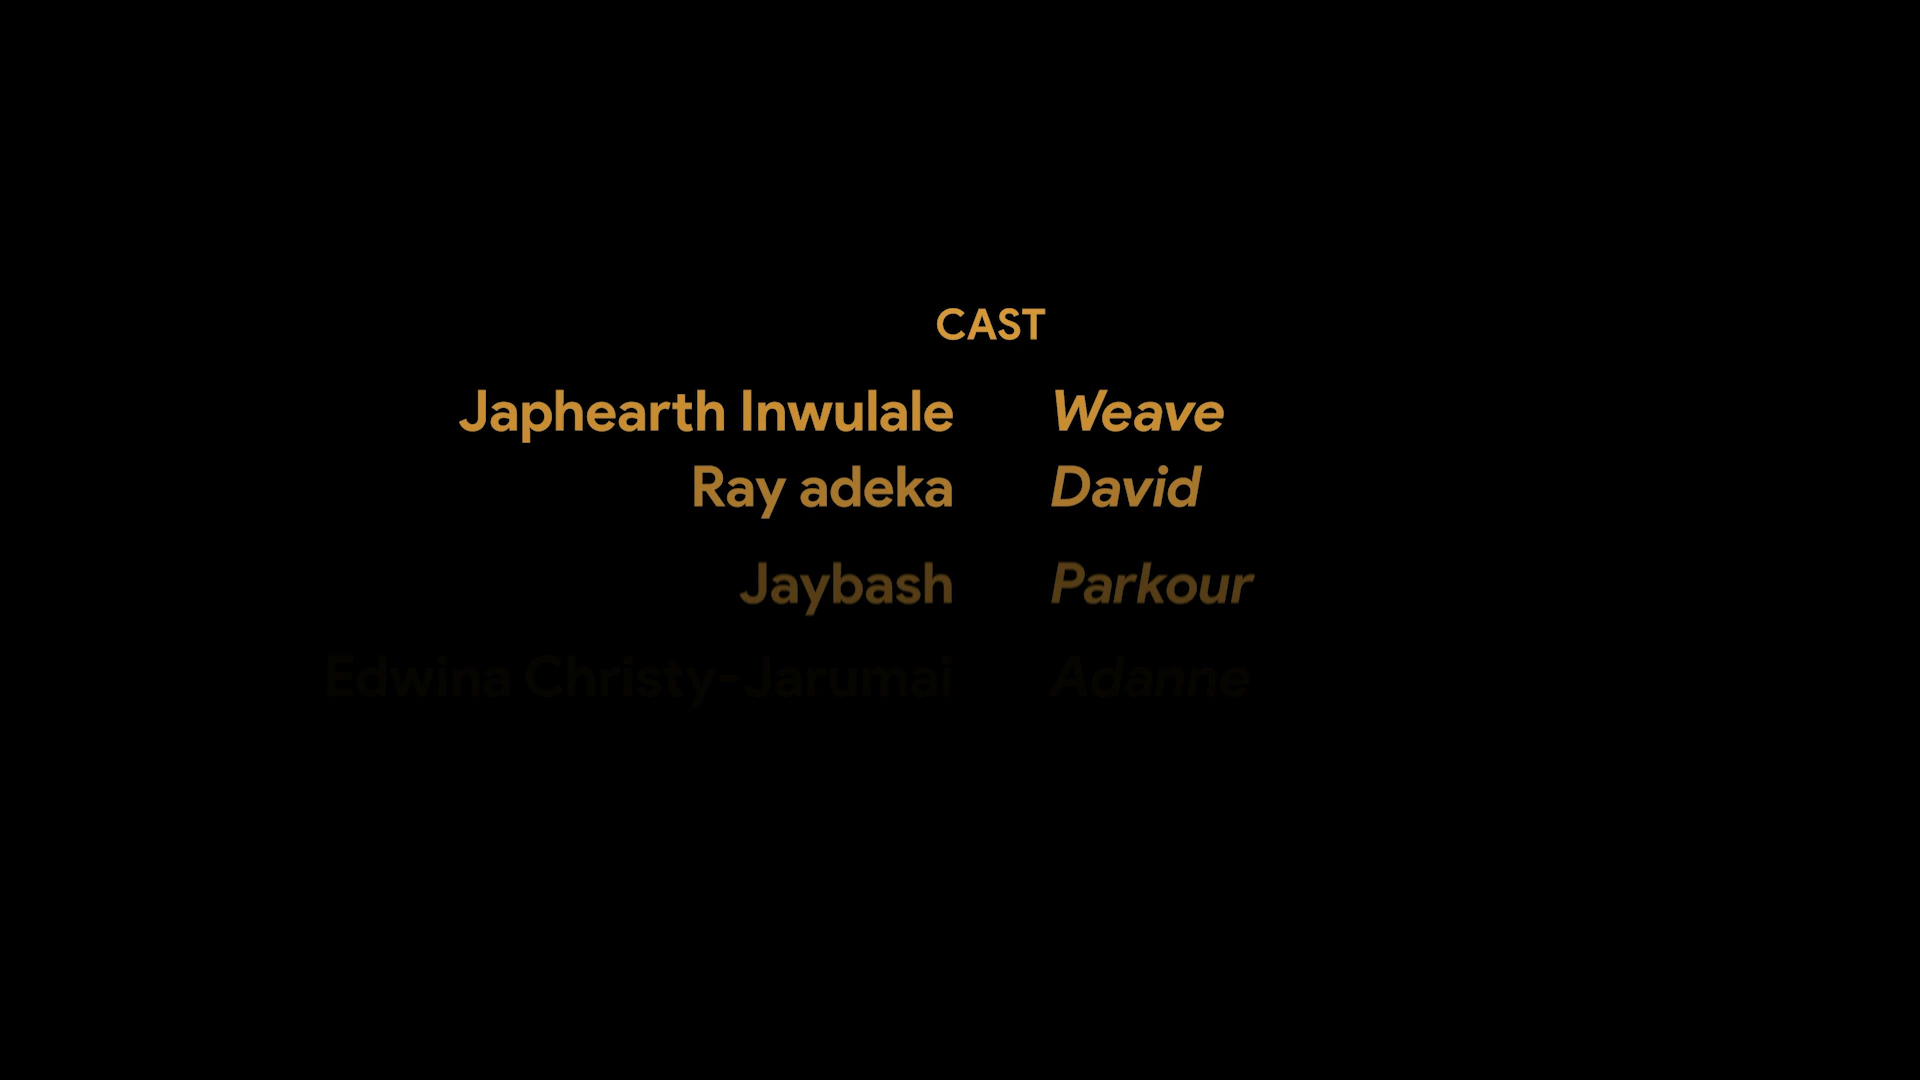 CAST
Japhearth Inwulale Weave
Ray adeka David
Jaybash Parkour
Edwina Christy-Jarumai Adanne